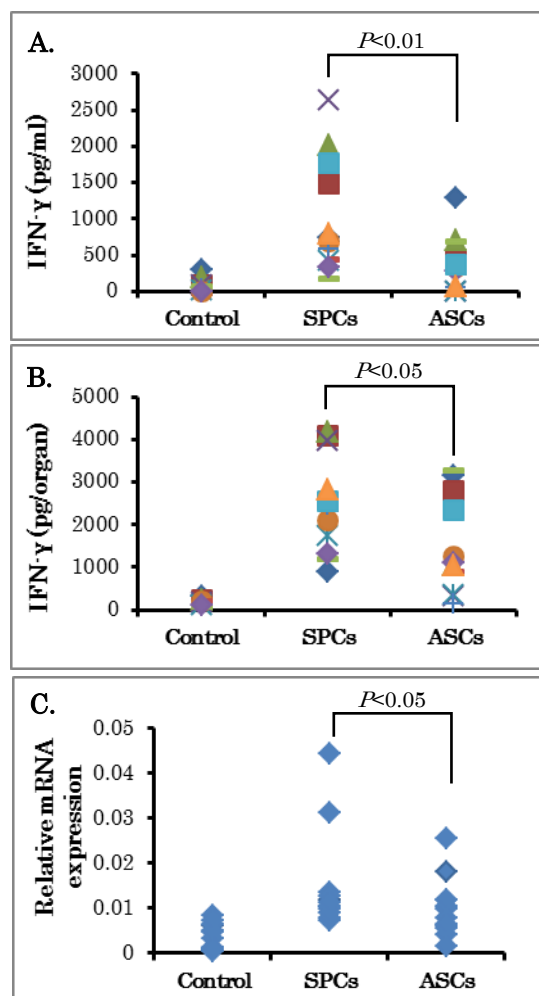 A.
P<0.01
IFN-γ (pg/ml)
3000
2500
2000
1500
1000
500
0
Control
SPCs
ASCs
B.
P<0.05
IFN-γ (pg/organ)
5000
4000
3000
2000
1000
0
Control
SPCs
ASCs
C.
P<0.05
Relative mRNA
expression
0.05
0.04
0.03
0.02
0.01
0
Control
SPCs
ASCs